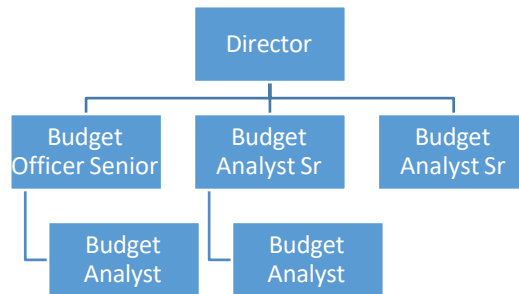 Director
Budget
Officer Senior
Budget
Analyst Sr
Budget
Analyst Sr
Budget
Analyst
Budget
Analyst